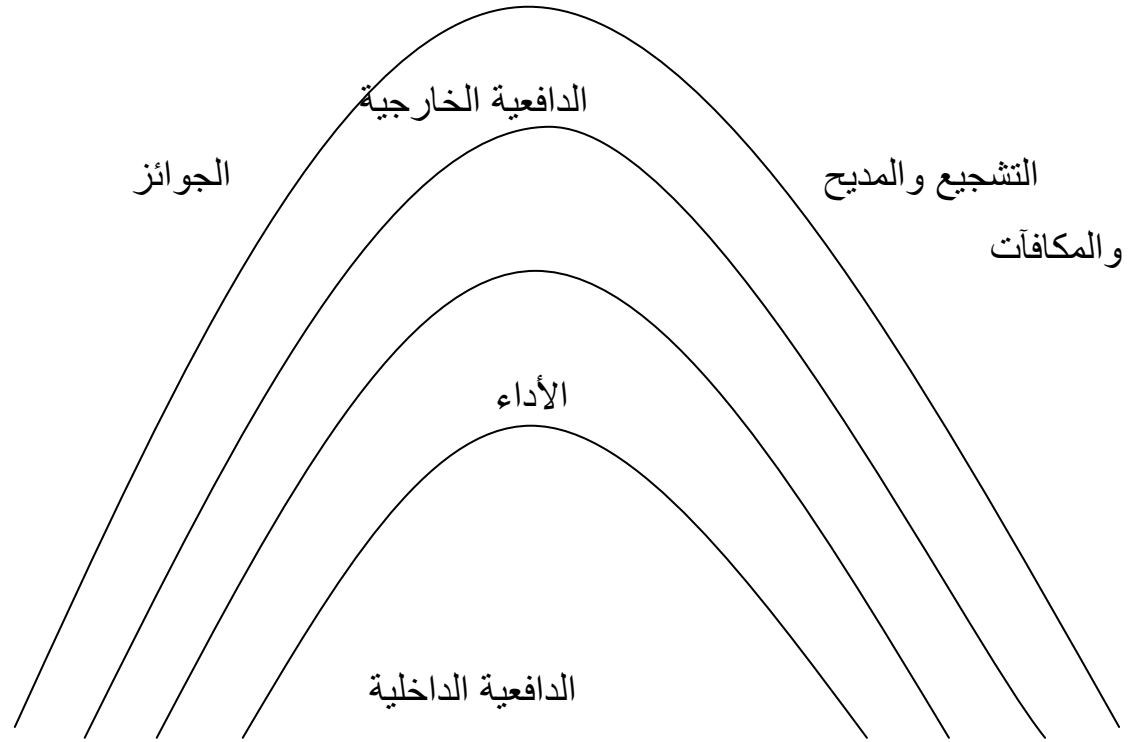 الدافعية الخارجية
التشجيع والمديح
الجوائز
والمكافآت
الأداء
الدافعية الداخلية